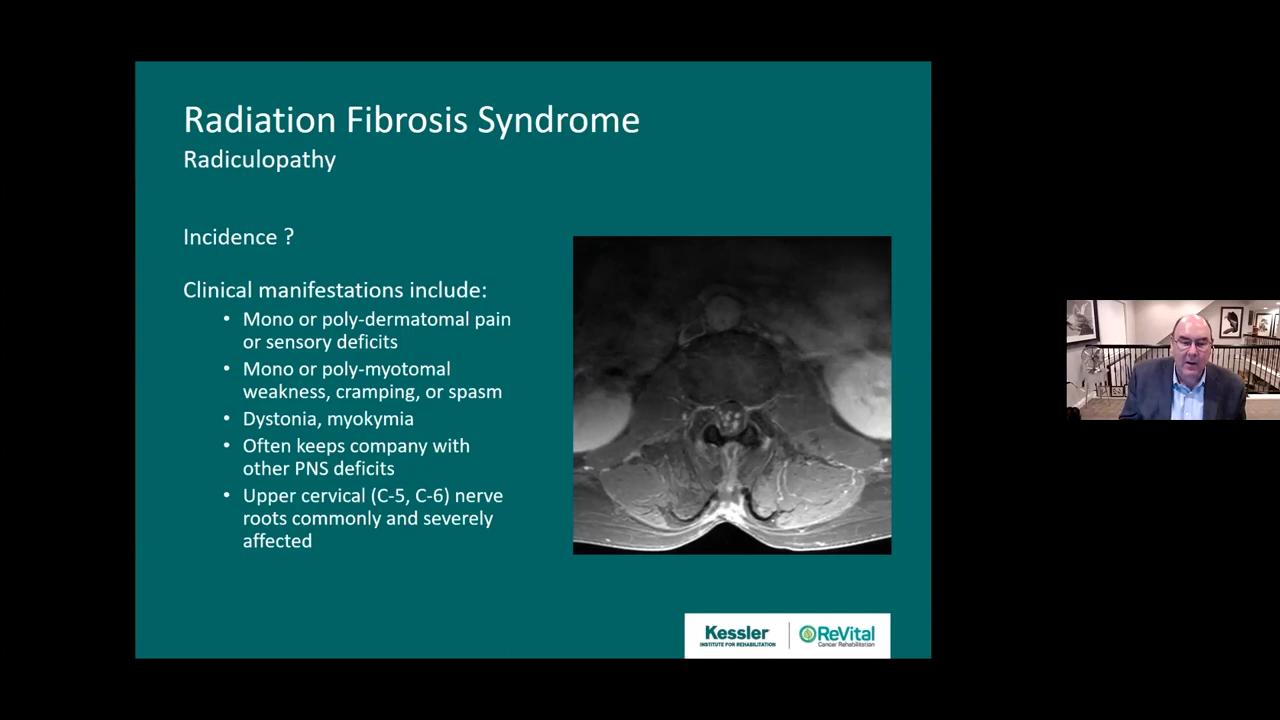 Radiation Fibrosis Syndrome
Radiculopathy
Incidence ?
Clinical manifestations include:
• Mono or poly-dermatomal pain
or sensory deficits
• Mono or poly-myotomal
weakness, cramping, or spasm
• Dystonia, myokymia
• Often keeps company with
other PNS deficits
• Upper cervical (C-5, C-6) nerve
roots commonly and severely
affected
Kessler
INSTITUTE FOR REHABILITATION
ReVital
Cancer Rehabilitation